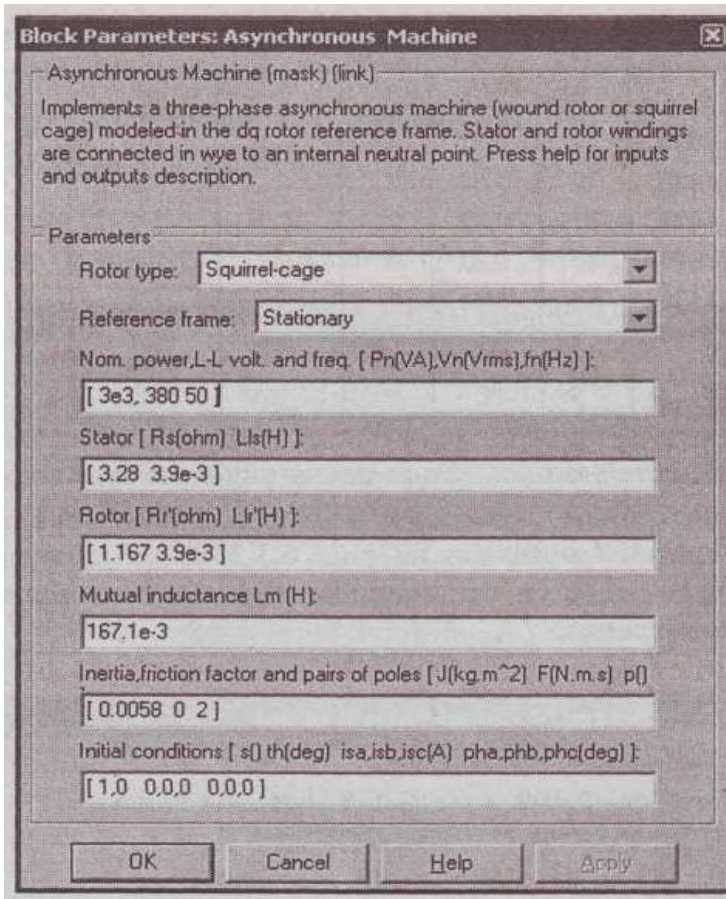 Block Parameters: Asynchronous Machine
Asynchronous Machine (mask) (link)
Implements a three-phase asynchronous machine (wound rotor or squirrel
cage) modeled in the dq rotor reference frame. Stator and rotor windings
are connected in wye to an internal neutral point. Press help for inputs
and outputs description.
Parameters
Rotor type: Squirrel-cage
Reference frame: Stationary
Nom. power,L-L volt. and freq. [ Pn(VA),Vn(Vrms),fn(Hz) ]:
[ 3e3, 380 50 ]
Stator [ Rs(ohm) Lls(H) ]:
[ 3.28 3.9e-3 ]
Rotor [ Rr'(ohm) Llr'(H) ]:
[ 1.167 3.9e-3 ]
Mutual inductance Lm (H):
167.1e-3
Inertia,friction factor and pairs of poles [ J(kg.m^2) F(N.m.s) p()
[ 0.0058 0 2 ]
Initial conditions [ s() th(deg) isa,isb,isc(A) pha,phb,phc(deg) ]:
[ 1,0 0,0,0 0,0,0 ]
OK Cancel Help Apply